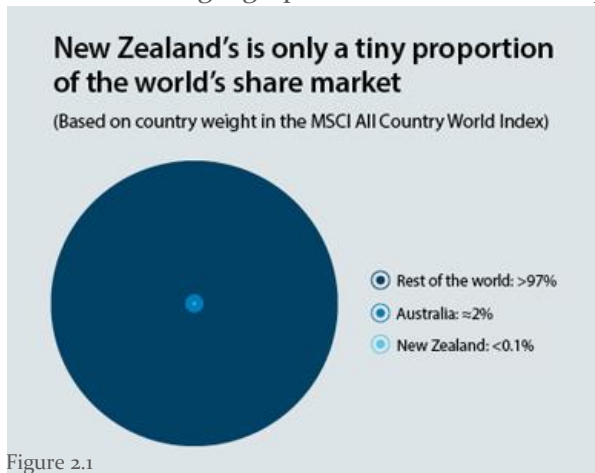 New Zealand's is only a tiny proportion
of the world's share market
(Based on country weight in the MSCI All Country World Index)
Rest of the world: >97%
Australia: ≈2%
New Zealand: <0.1%
Figure 2.1